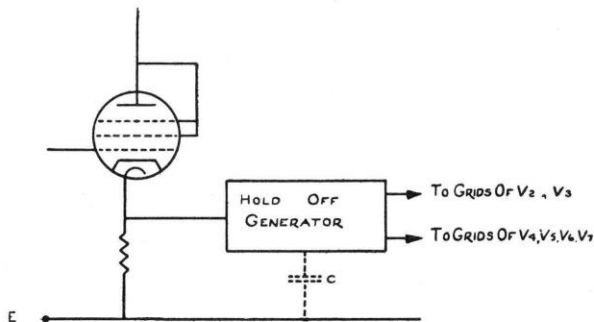 HOLD OFF
GENERATOR
TO GRIDS OF V2, V3
TO GRIDS OF V4, V5, V6, V7
C
E